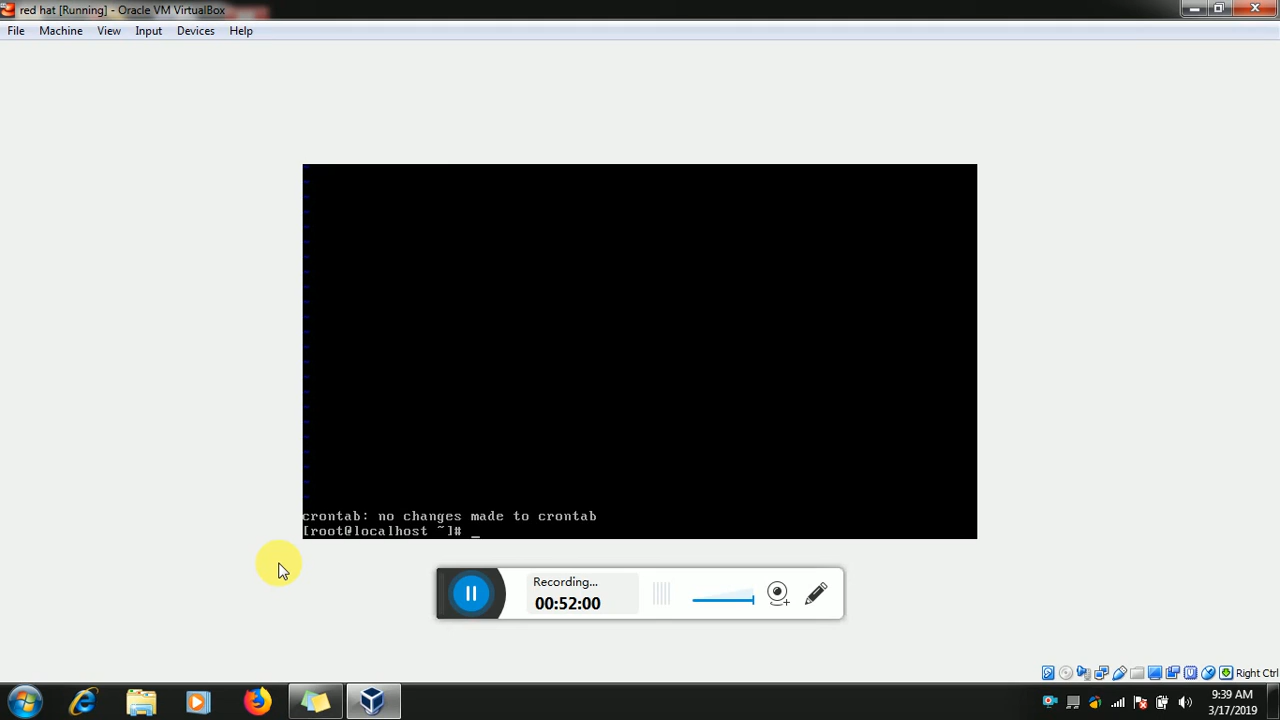 red hat [Running] - Oracle VM VirtualBox
File Machine View Input Devices Help
crontab: no changes made to crontab
[root@localhost ~]# _
Recording...
00:52:00
Right Ctrl
9:39 AM
3/17/2019